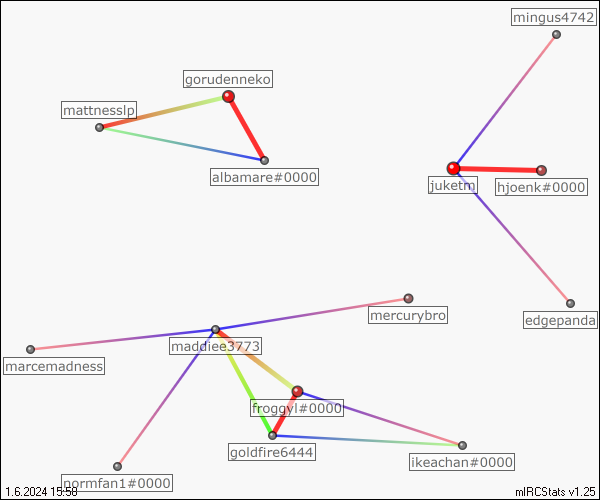 mingus4742
gorudenneko
mattnesslp
albamare#0000
juketm
hjoenk#0000
mercurybro
edgepanda
maddiee3773
marcemadness
froggyl#0000
goldfire6444
ikeachan#0000
normfan1#0000
1.6.2024 15:58
mIRCStats v1.25